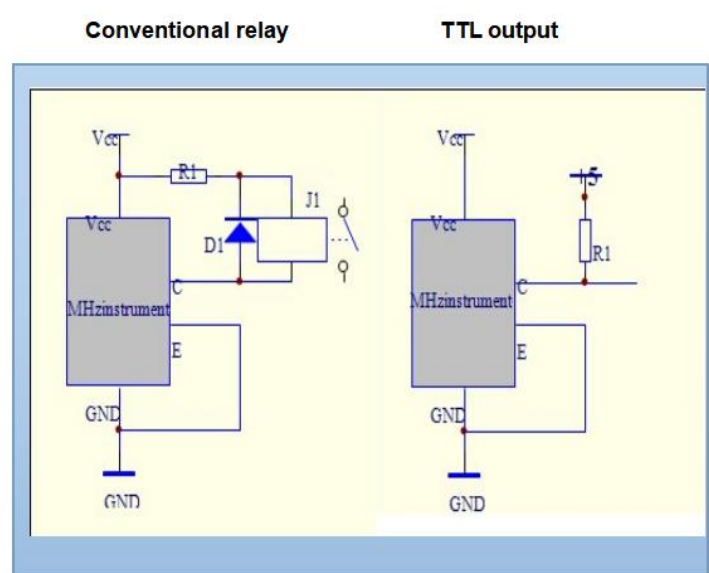 Conventional relay
TTL output
Vcc
R1
J1
Vcc
D1
C
MHzinstrument
E
GND
GND
Vcc
+5
Vcc
R1
C
MHzinstrument
E
GND
GND